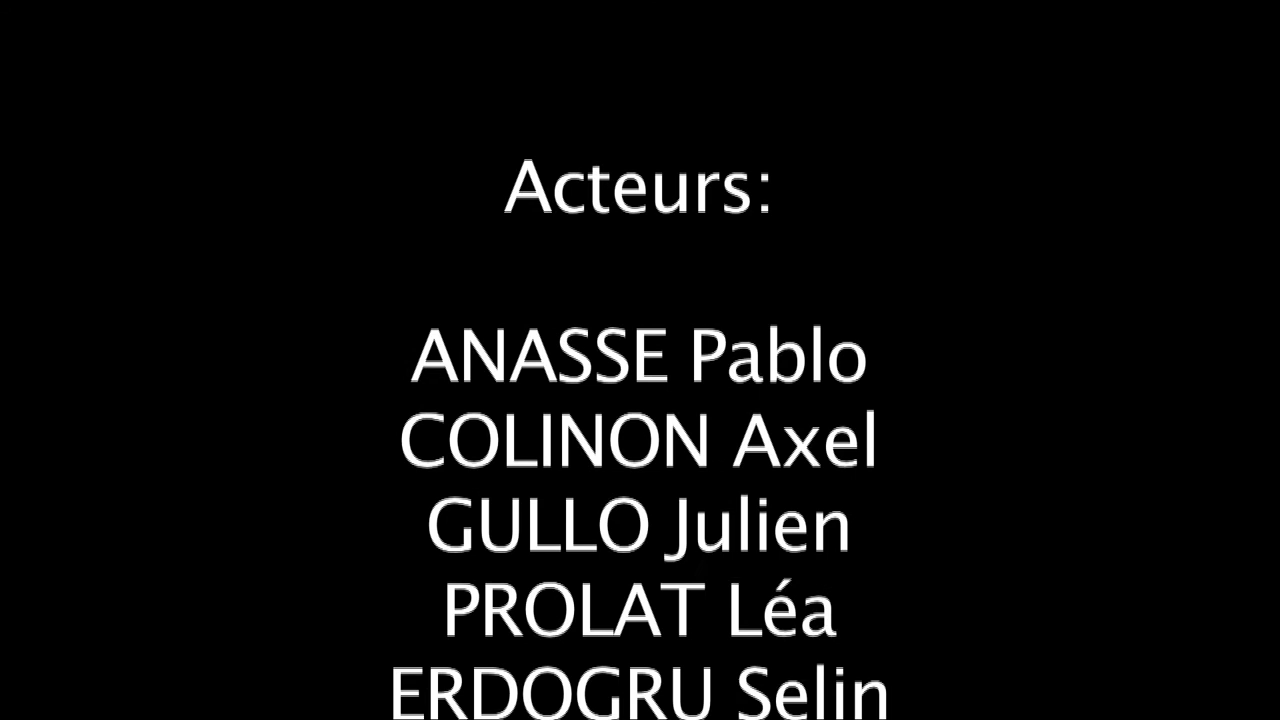 Acteurs:
ANASSE Pablo
COLINON Axel
GULLO Julien
PROLAT Léa
ERDOGRU Selin